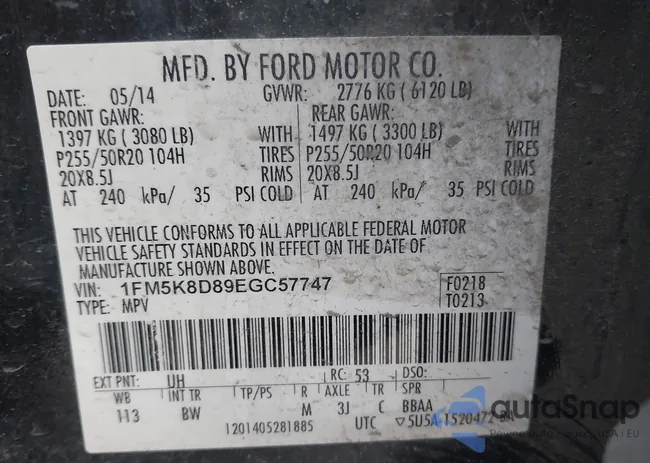 MFD. BY FORD MOTOR CO.
DATE: 05/14 GVWR: 2776 KG ( 6120 LB)
FRONT GAWR: REAR GAWR:
1397 KG ( 3080 LB) WITH 1497 KG ( 3300 LB) WITH
P255/50R20 104H TIRES P255/50R20 104H TIRES
20X8.5J RIMS 20X8.5J RIMS
AT 240 kPa/ 35 PSI COLD AT 240 kPa/ 35 PSI COLD
THIS VEHICLE CONFORMS TO ALL APPLICABLE FEDERAL MOTOR
VEHICLE SAFETY STANDARDS IN EFFECT ON THE DATE OF
MANUFACTURE SHOWN ABOVE.
VIN: 1FM5K8D89EGC57747 F0218
TYPE: MPV T0213
EXT PNT: UH RC: 53 DSO:
WB INT TR TP/PS R AXLE TR SPR
113 BW M 3J C BBAA
1201405281885 UTC ▽5U5A-1520472-BA
autoSnap